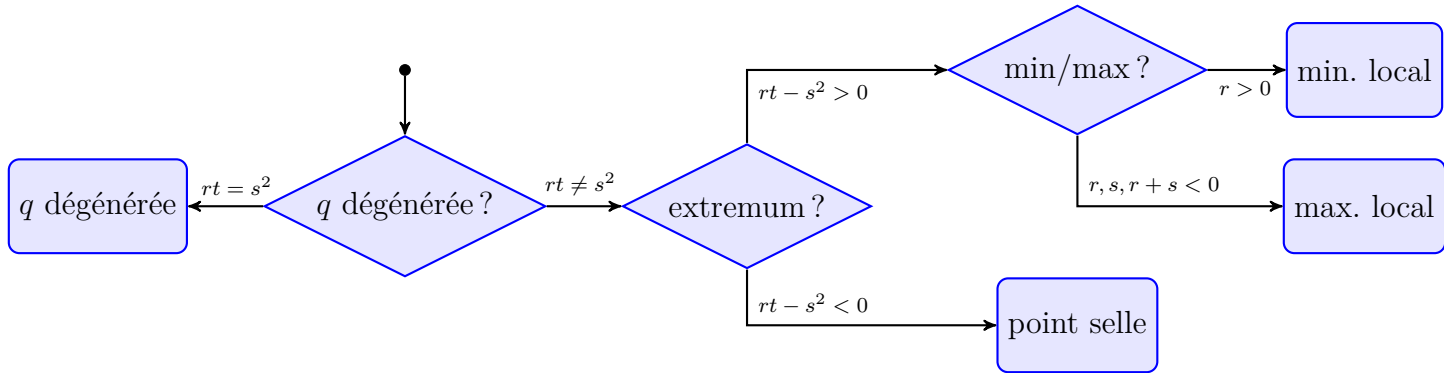 q dégénérée
rt = s²
q dégénérée ?
rt ≠ s²
extremum ?
rt − s² > 0
min/max ?
r > 0
min. local
r, s, r + s < 0
max. local
rt − s² < 0
point selle